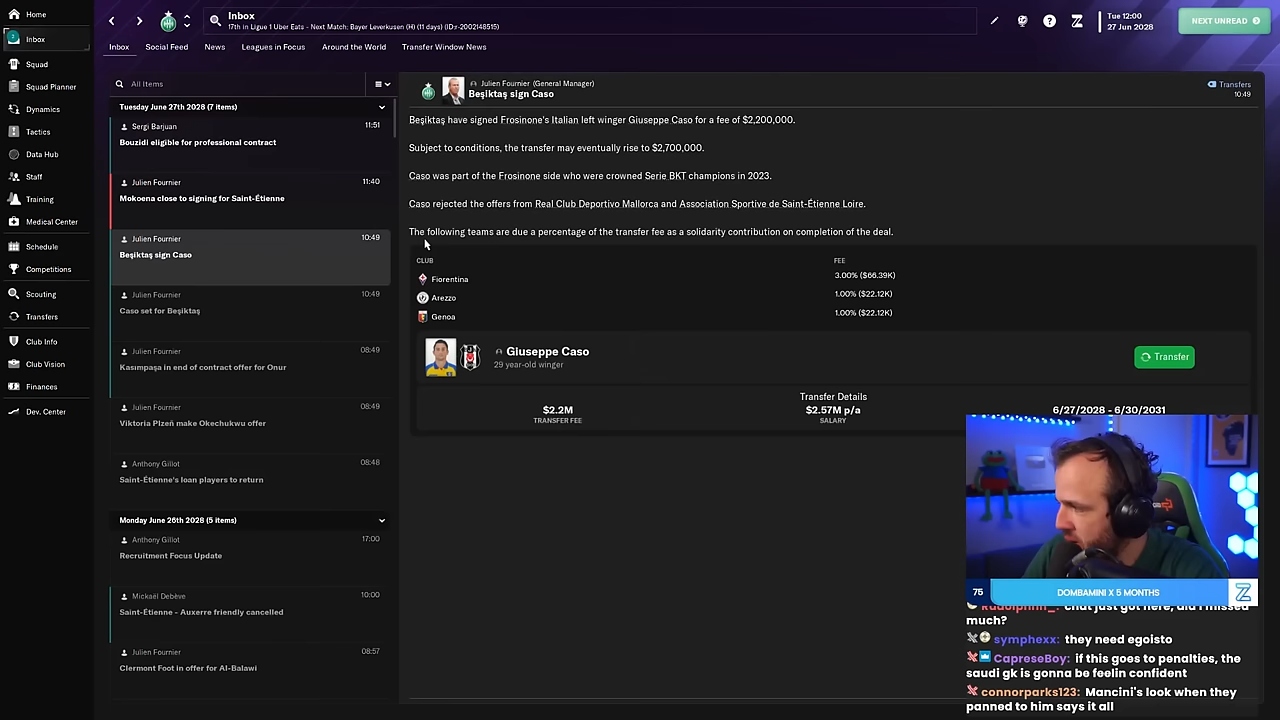 Home
Inbox
Squad
Squad Planner
Dynamics
Tactics
Data Hub
Staff
Training
Medical Center
Schedule
Competitions
Scouting
Transfers
Club Info
Club Vision
Finances
Dev. Center
Inbox
17th in Ligue 1 Uber Eats - Next Match: Bayer Leverkusen (H) (11 days) (ID:r-2002148515)
Tue 12:00
27 Jun 2028
NEXT UNREAD
Inbox
Social Feed
News
Leagues in Focus
Around the World
Transfer Window News
All Items
Tuesday June 27th 2028 (7 items)
Sergi Barjuan 11:51
Bouzidi eligible for professional contract
Julien Fournier 11:40
Mokoena close to signing for Saint-Étienne
Julien Fournier 10:49
Beşiktaş sign Caso
Julien Fournier 10:49
Caso set for Beşiktaş
Julien Fournier 08:49
Kasımpaşa in end of contract offer for Onur
Julien Fournier 08:49
Viktoria Plzeň make Okechukwu offer
Anthony Gillot 08:48
Saint-Étienne's loan players to return
Monday June 26th 2028 (5 items)
Anthony Gillot 17:00
Recruitment Focus Update
Mickaël Debève 10:00
Saint-Étienne - Auxerre friendly cancelled
Julien Fournier 08:57
Clermont Foot in offer for Al-Balawi
Julien Fournier (General Manager)
Beşiktaş sign Caso
Transfers
10:49
Beşiktaş have signed Frosinone's Italian left winger Giuseppe Caso for a fee of $2,200,000.
Subject to conditions, the transfer may eventually rise to $2,700,000.
Caso was part of the Frosinone side who were crowned Serie BKT champions in 2023.
Caso rejected the offers from Real Club Deportivo Mallorca and Association Sportive de Saint-Étienne Loire.
The following teams are due a percentage of the transfer fee as a solidarity contribution on completion of the deal.
CLUB FEE
Fiorentina 3.00% ($66.39K)
Arezzo 1.00% ($22.12K)
Genoa 1.00% ($22.12K)
Giuseppe Caso
29 year-old winger
Transfer
Transfer Details
$2.2M $2.57M p/a 6/27/2028 - 6/30/2031
TRANSFER FEE SALARY
75 DOMBAMINI X 5 MONTHS
Rudolphin_: chat just got here, did i missed
much?
symphexx: they need egoisto
CapreseBoy: if this goes to penalties, the
saudi gk is gonna be feelin confident
connorparks123: Mancini's look when they
panned to him says it all